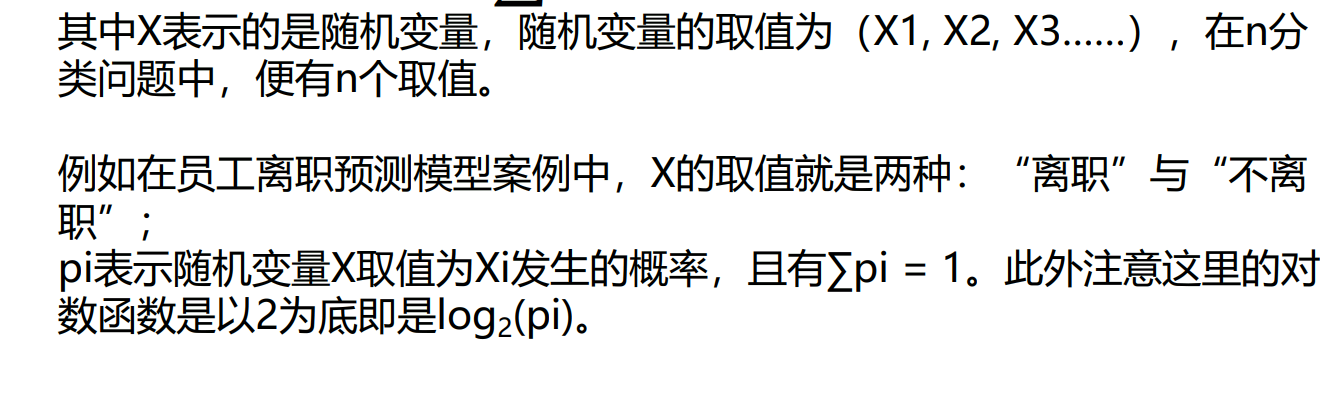 其中X表示的是随机变量，随机变量的取值为（X1, X2, X3……），在n分
类问题中，便有n个取值。
例如在员工离职预测模型案例中，X的取值就是两种：“离职”与“不离
职”；
pi表示随机变量X取值为Xi发生的概率，且有∑pi = 1。此外注意这里的对
数函数是以2为底即是log₂(pi)。